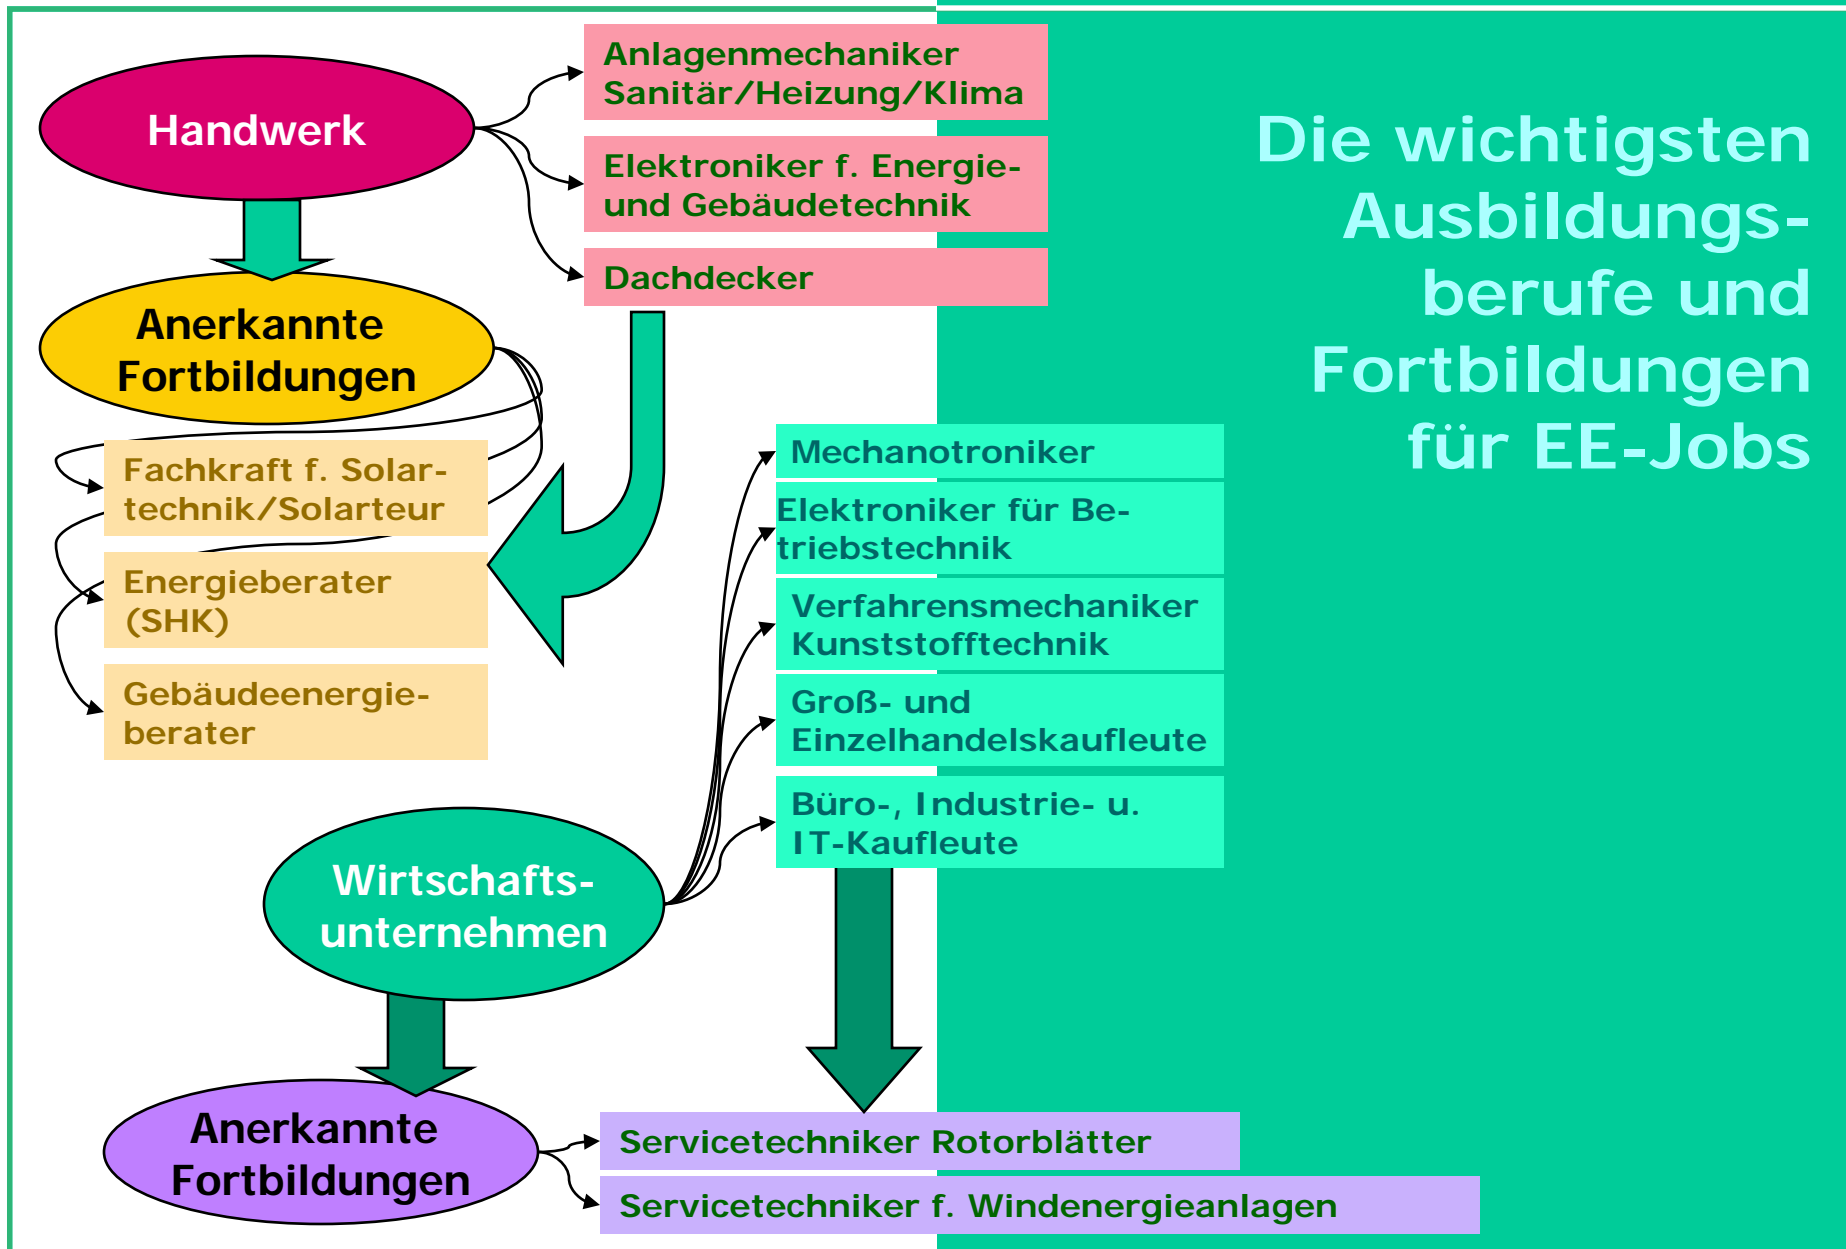 Die wichtigsten
Ausbildungs-
berufe und
Fortbildungen
für EE-Jobs
Handwerk
Anlagenmechaniker
Sanitär/Heizung/Klima
Elektroniker f. Energie-
und Gebäudetechnik
Dachdecker
Anerkannte
Fortbildungen
Fachkraft f. Solar-
technik/Solarteur
Energieberater
(SHK)
Gebäudeenergie-
berater
Wirtschafts-
unternehmen
Mechanotroniker
Elektroniker für Be-
triebstechnik
Verfahrensmechaniker
Kunststofftechnik
Groß- und
Einzelhandelskaufleute
Büro-, Industrie- u.
IT-Kaufleute
Anerkannte
Fortbildungen
Servicetechniker Rotorblätter
Servicetechniker f. Windenergieanlagen